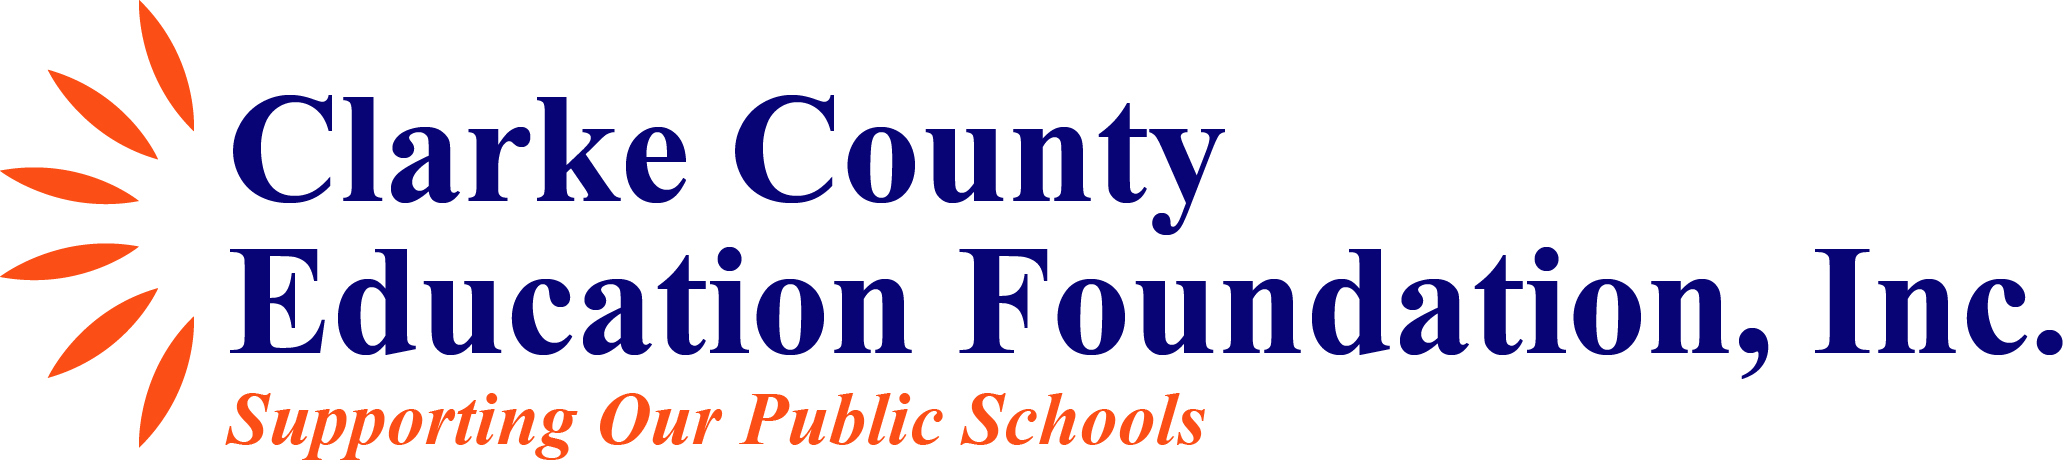 Clarke County
Education Foundation, Inc.
Supporting Our Public Schools